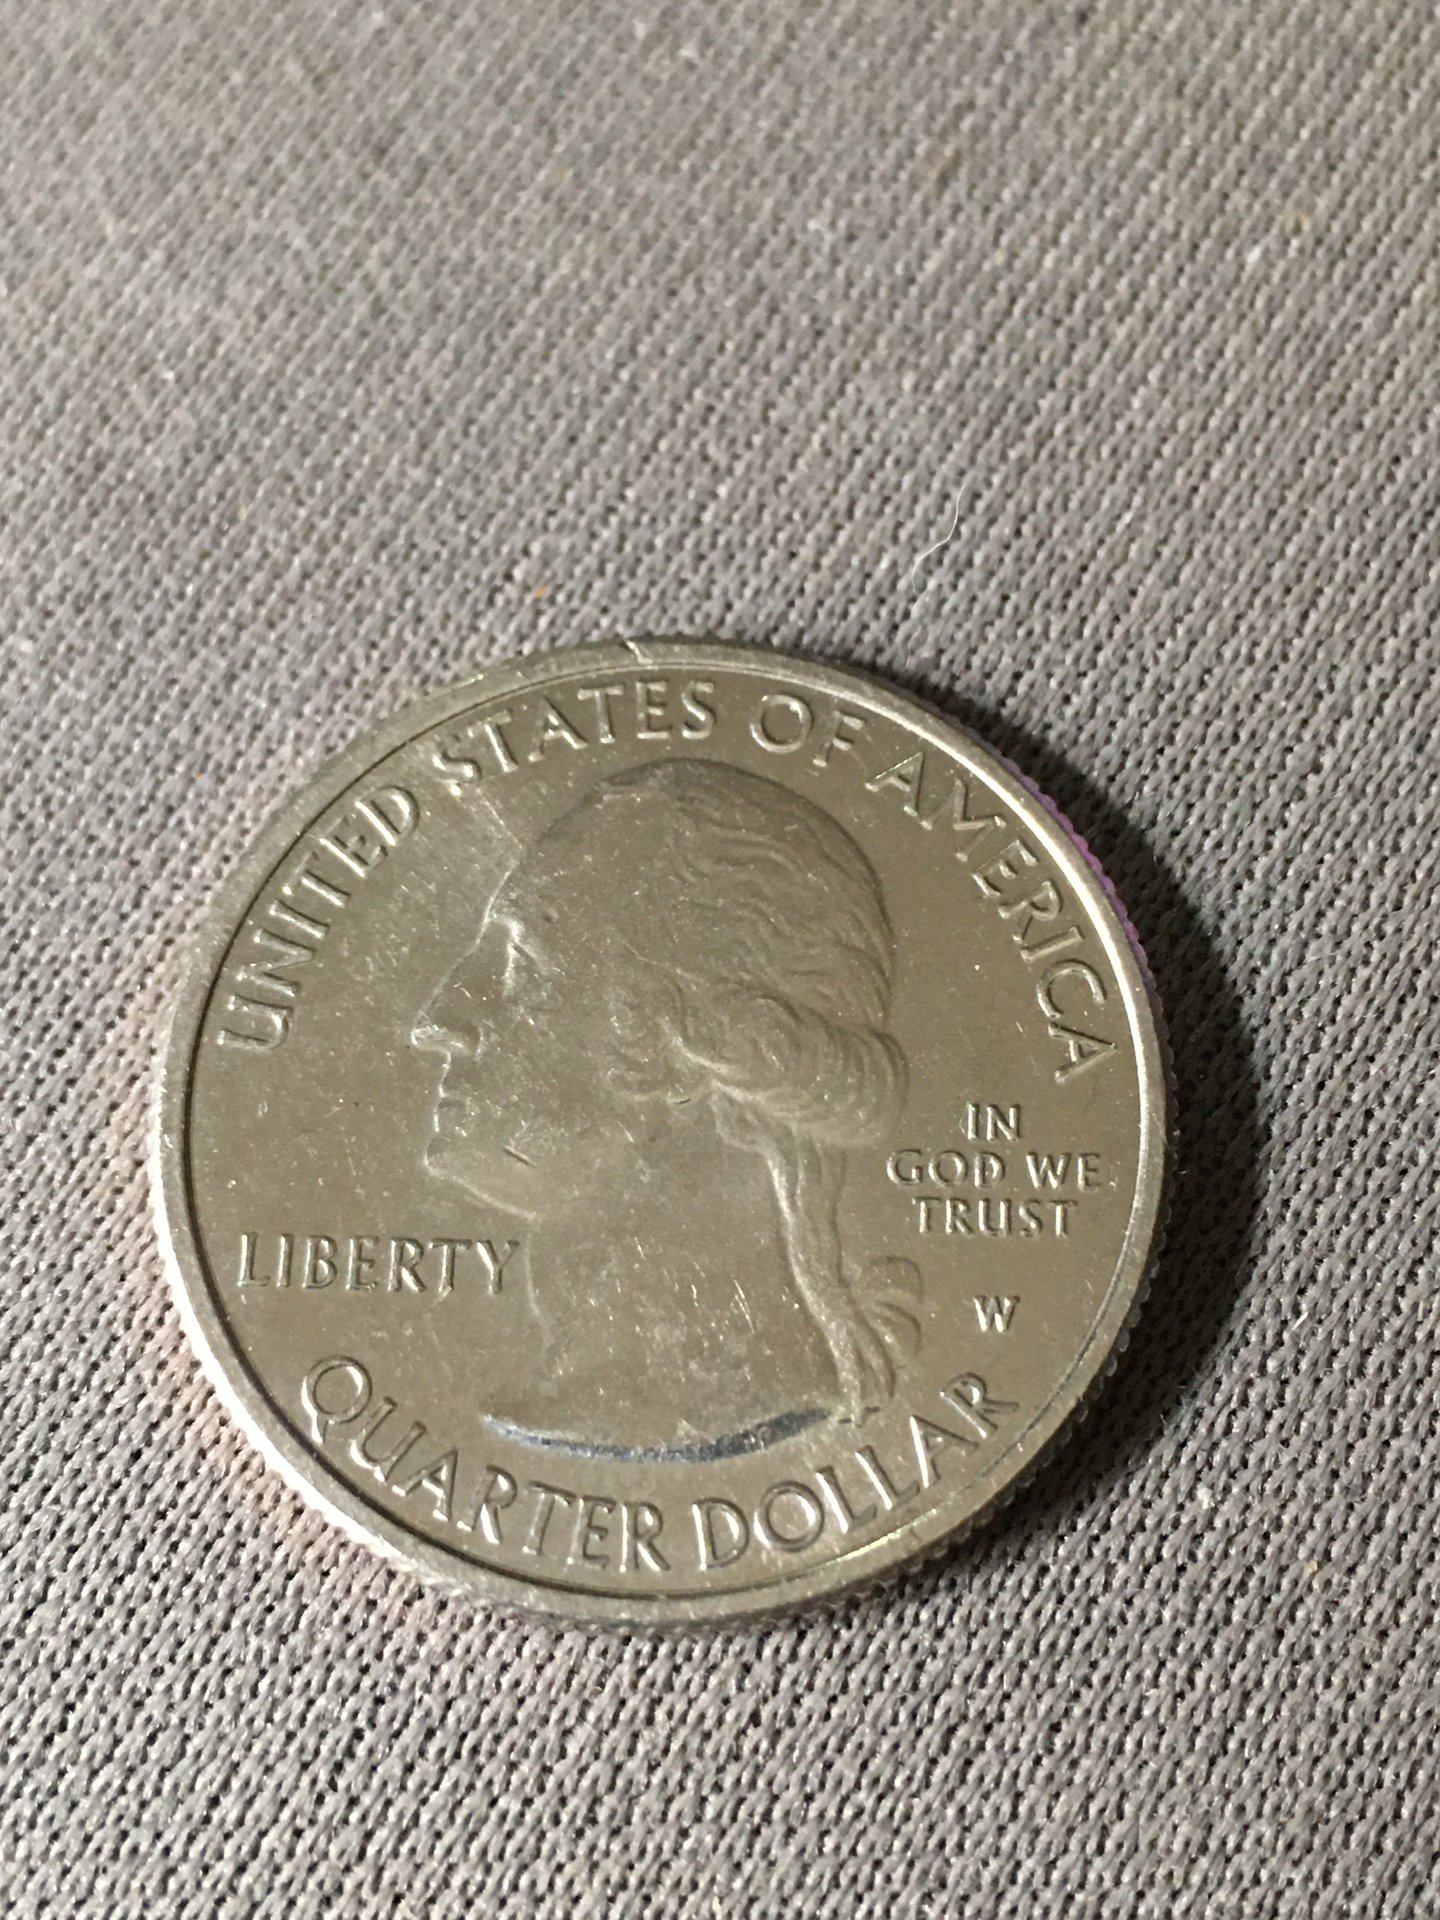 UNITED STATES OF AMERICA
IN
GOD WE
TRUST
LIBERTY
W
QUARTER DOLLAR